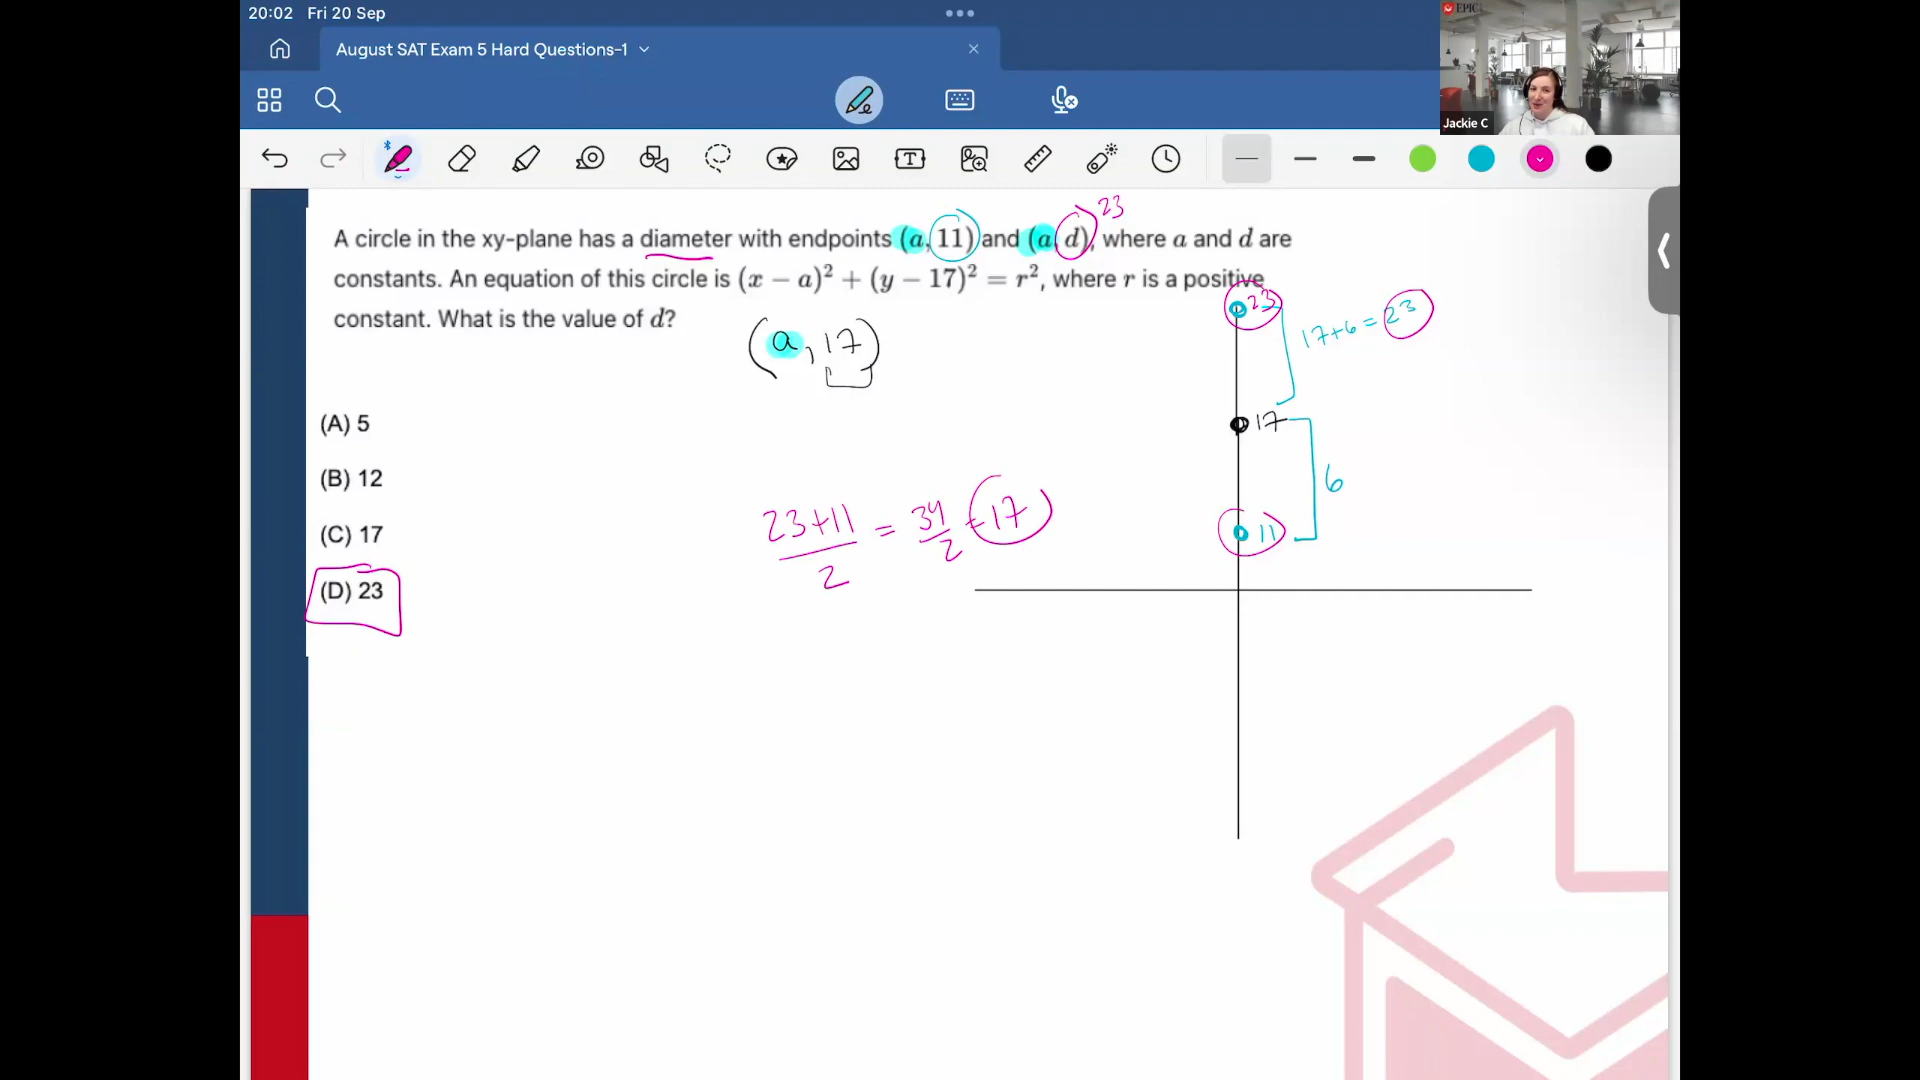 20:02 Fri 20 Sep
EPIC
August SAT Exam 5 Hard Questions-1
Jackie C
23
A circle in the xy-plane has a diameter with endpoints (a, 11) and (a, d), where a and d are
constants. An equation of this circle is (x − a)² + (y − 17)² = r², where r is a positive
constant. What is the value of d?
(a, 17)
23
17+6 = 23
(A) 5
17
(B) 12
6
23+11/2 = 34/2 = 17
(C) 17
11
(D) 23